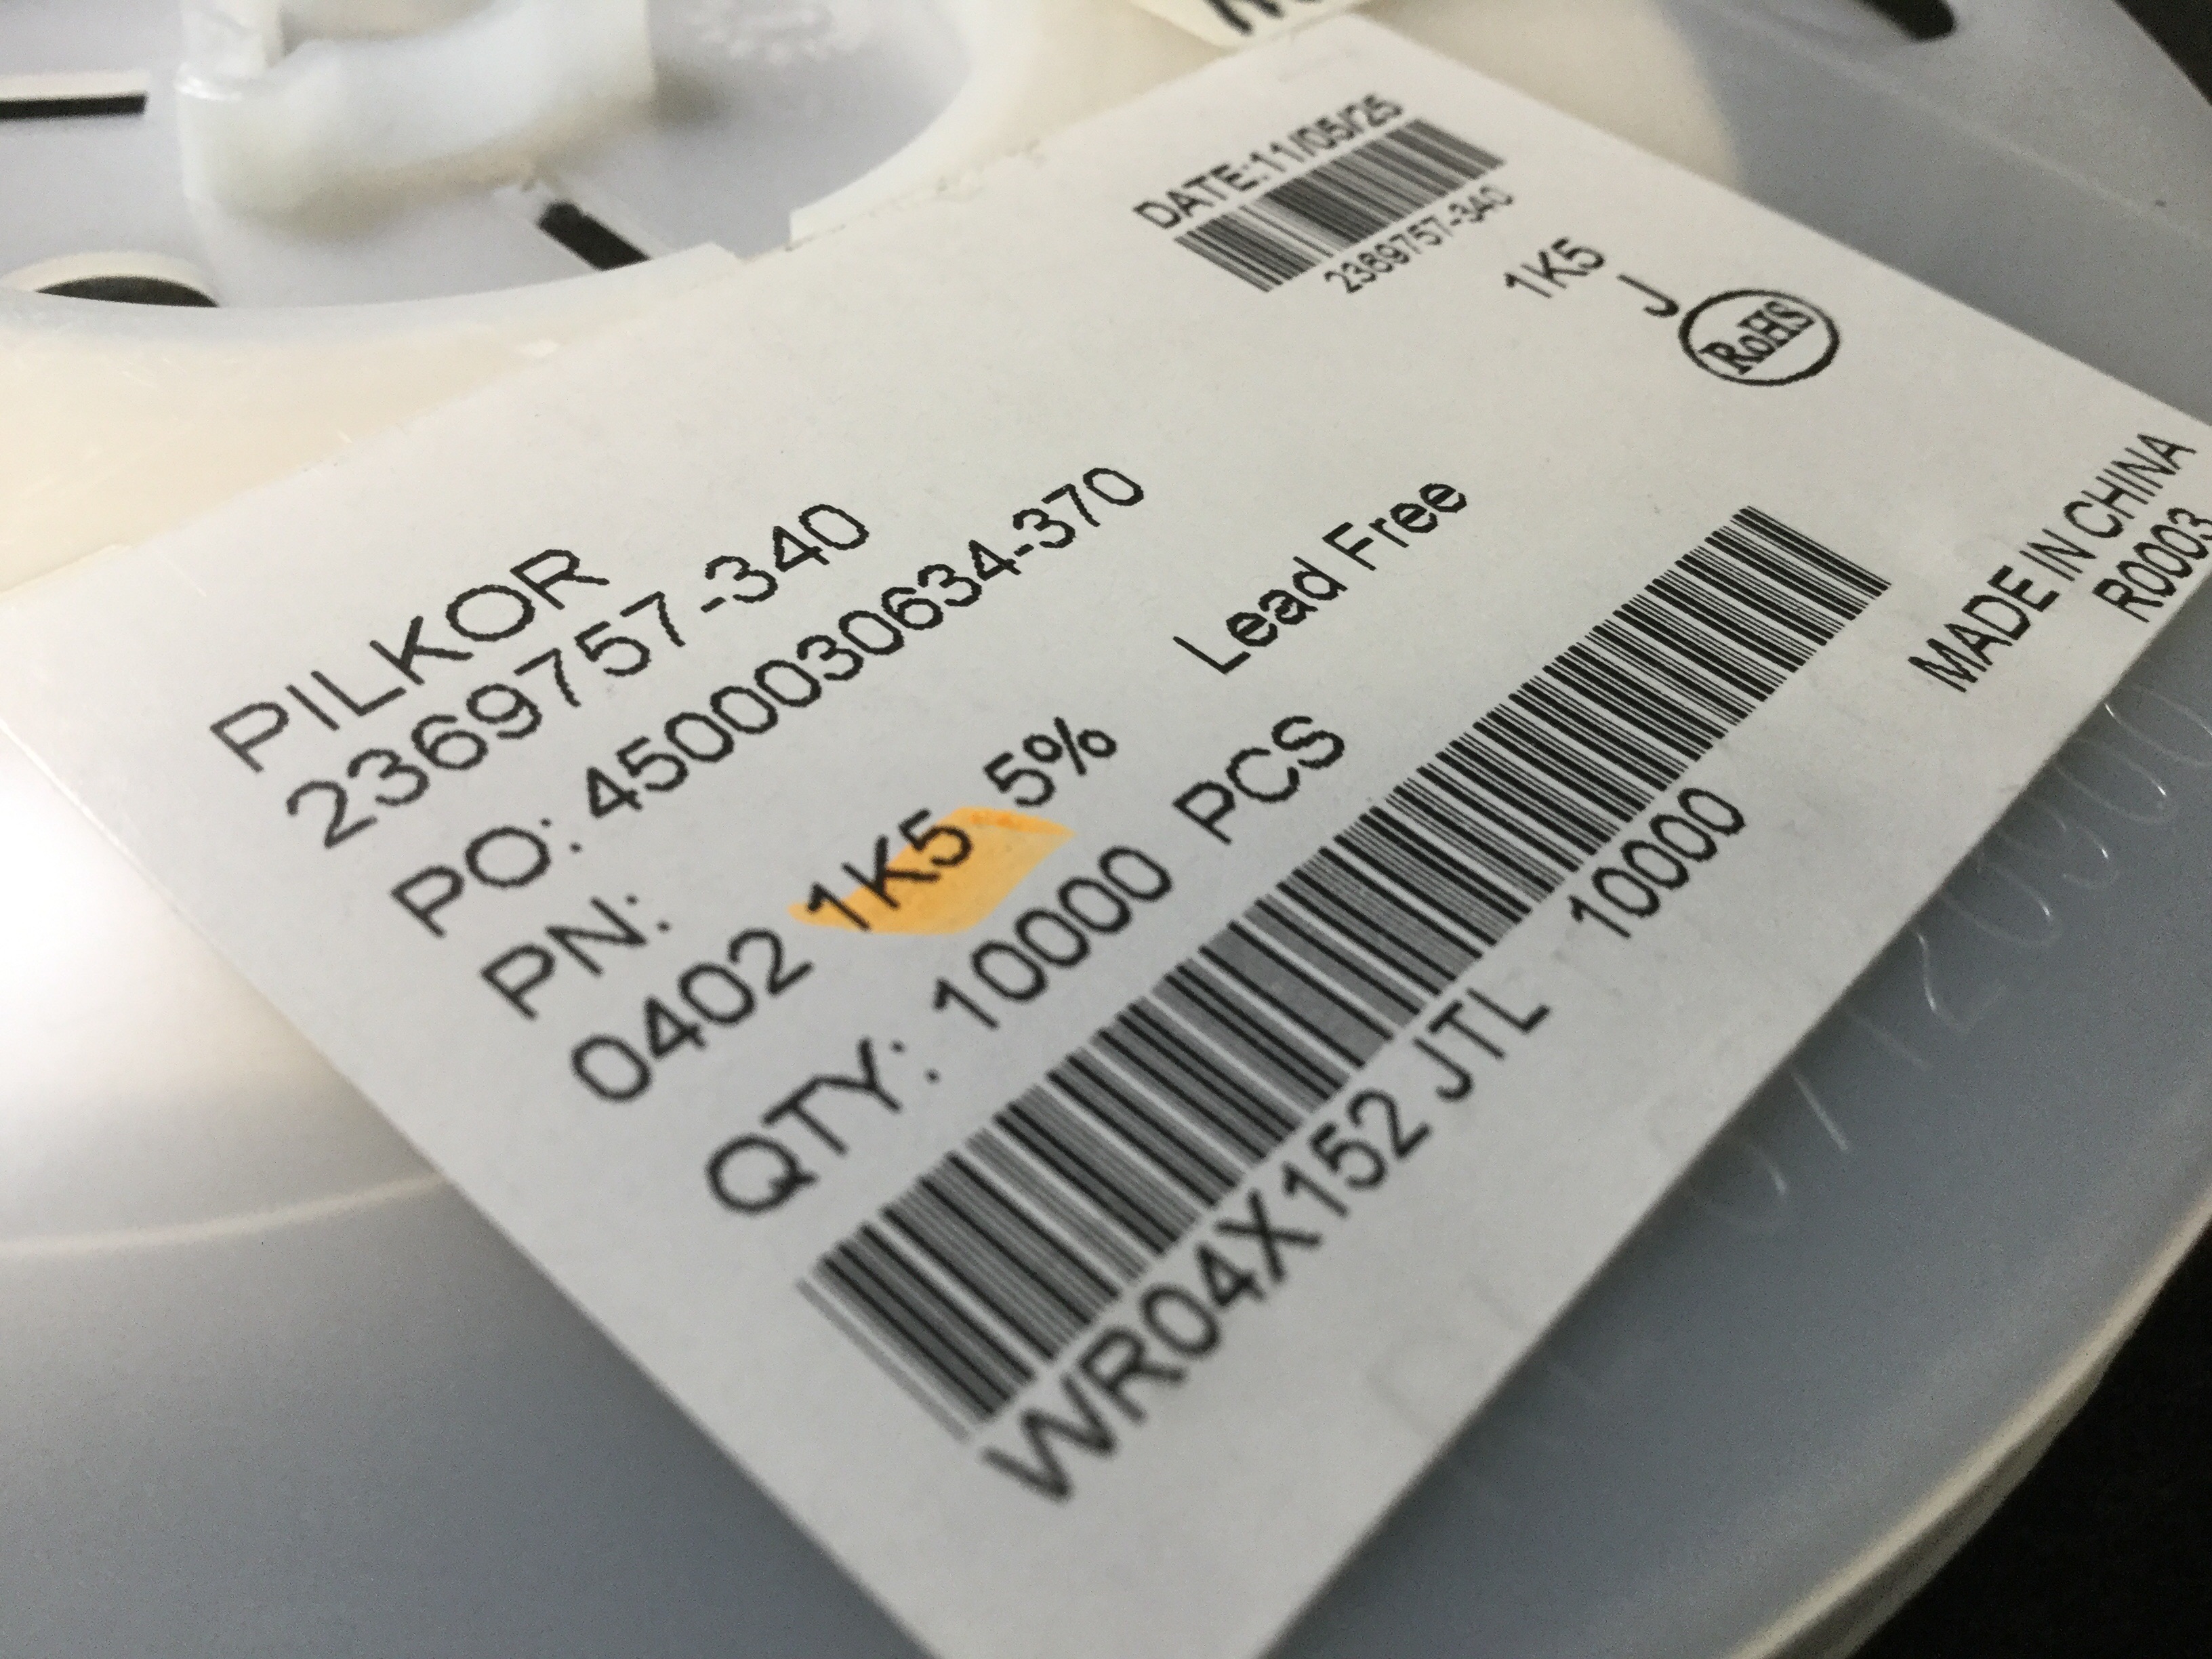 DATE:11/05/25
2369757-340
1K5
J
RoHS
PILKOR
2369757-340
PO: 4500030634-370
PN:
Lead Free
0402 1K5 5%
QTY: 10000 PCS
WR04X152 JTL 10000
MADE IN CHINA
R0003